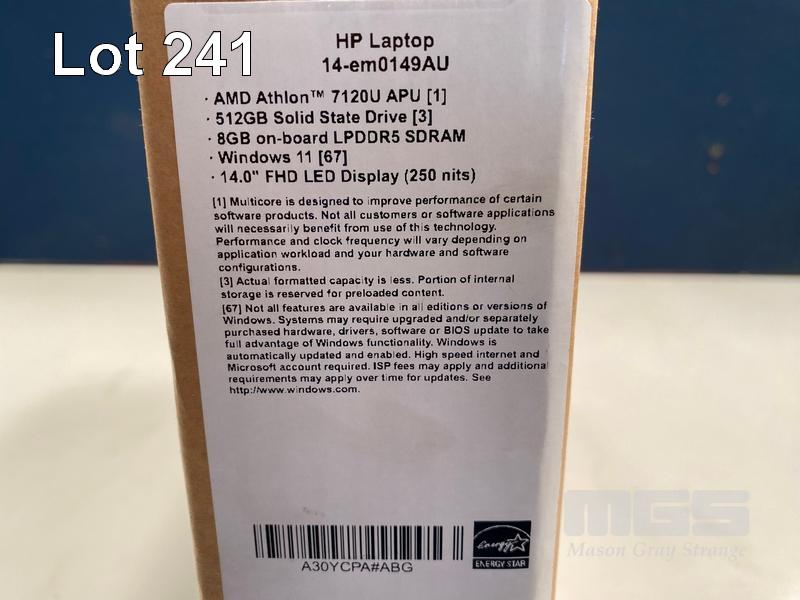 Lot 241
HP Laptop
14-em0149AU
· AMD Athlon™ 7120U APU [1]
· 512GB Solid State Drive [3]
· 8GB on-board LPDDR5 SDRAM
· Windows 11 [67]
· 14.0" FHD LED Display (250 nits)
[1] Multicore is designed to improve performance of certain
software products. Not all customers or software applications
will necessarily benefit from use of this technology.
Performance and clock frequency will vary depending on
application workload and your hardware and software
configurations.
[3] Actual formatted capacity is less. Portion of internal
storage is reserved for preloaded content.
[67] Not all features are available in all editions or versions of
Windows. Systems may require upgraded and/or separately
purchased hardware, drivers, software or BIOS update to take
full advantage of Windows functionality. Windows is
automatically updated and enabled. High speed internet and
Microsoft account required. ISP fees may apply and additional
requirements may apply over time for updates. See
http://www.windows.com.
A30YCPA#ABG
energy
ENERGY STAR
MGS
Mason Gray Strange